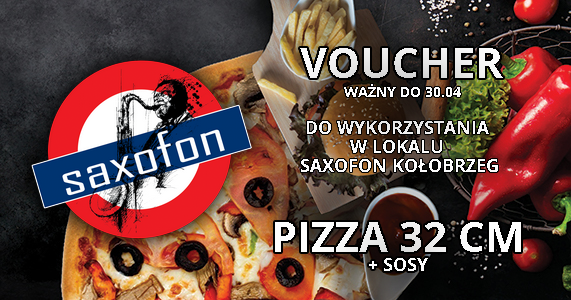 saxofon
VOUCHER
WAŻNY DO 30.04
DO WYKORZYSTANIA
W LOKALU
SAXOFON KOŁOBRZEG
PIZZA 32 CM
+ SOSY